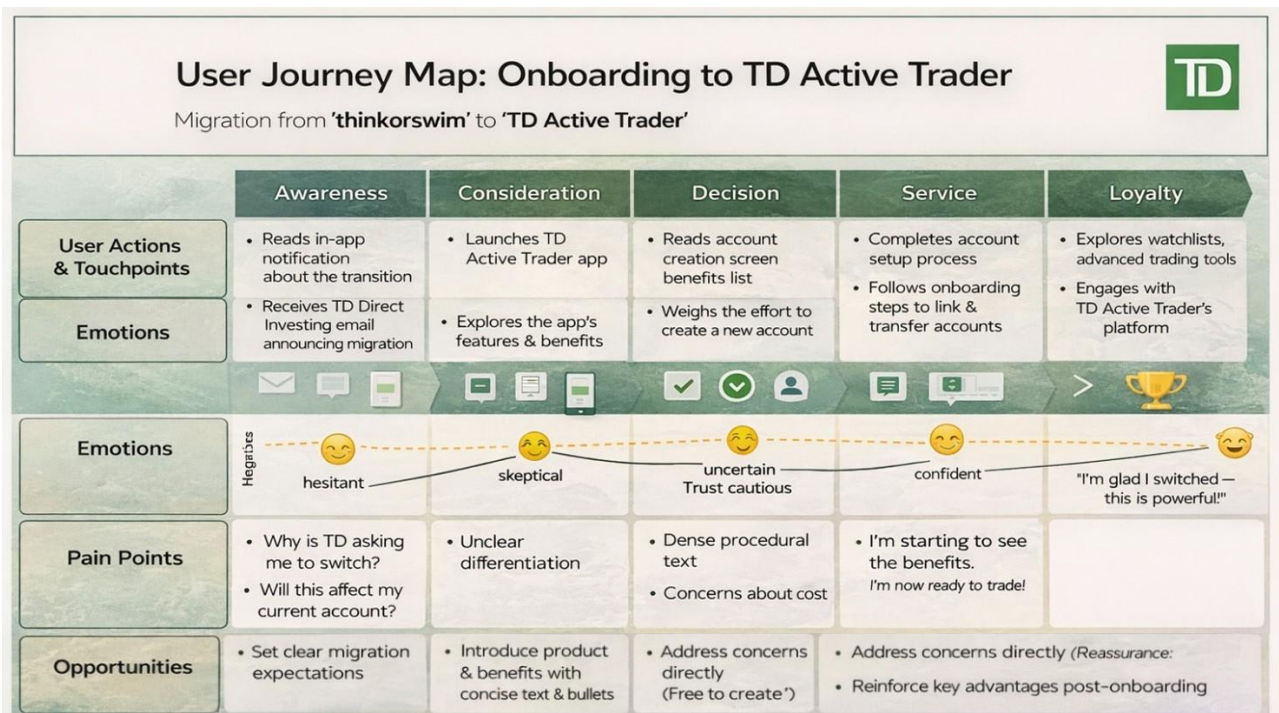 User Journey Map: Onboarding to TD Active Trader
TD
Migration from 'thinkorswim' to 'TD Active Trader'
Awareness
Consideration
Decision
Service
Loyalty
User Actions
& Touchpoints
• Reads in-app
notification
about the transition
• Launches TD
Active Trader app
• Reads account
creation screen
benefits list
• Completes account
setup process
• Follows onboarding
steps to link &
transfer accounts
• Explores watchlists,
advanced trading tools
• Engages with
TD Active Trader's
platform
Emotions
• Receives TD Direct
Investing email
announcing migration
• Explores the app's
features & benefits
• Weighs the effort to
create a new account
Emotions
hesitant
skeptical
uncertain
Trust cautious
confident
"I'm glad I switched —
this is powerful!"
Pain Points
• Why is TD asking
me to switch?
• Will this affect my
current account?
• Unclear
differentiation
• Dense procedural
text
• Concerns about cost
• I'm starting to see
the benefits.
I'm now ready to trade!
Opportunities
• Set clear migration
expectations
• Introduce product
& benefits with
concise text & bullets
• Address concerns
directly
(Free to create')
• Address concerns directly (Reassurance:
• Reinforce key advantages post-onboarding